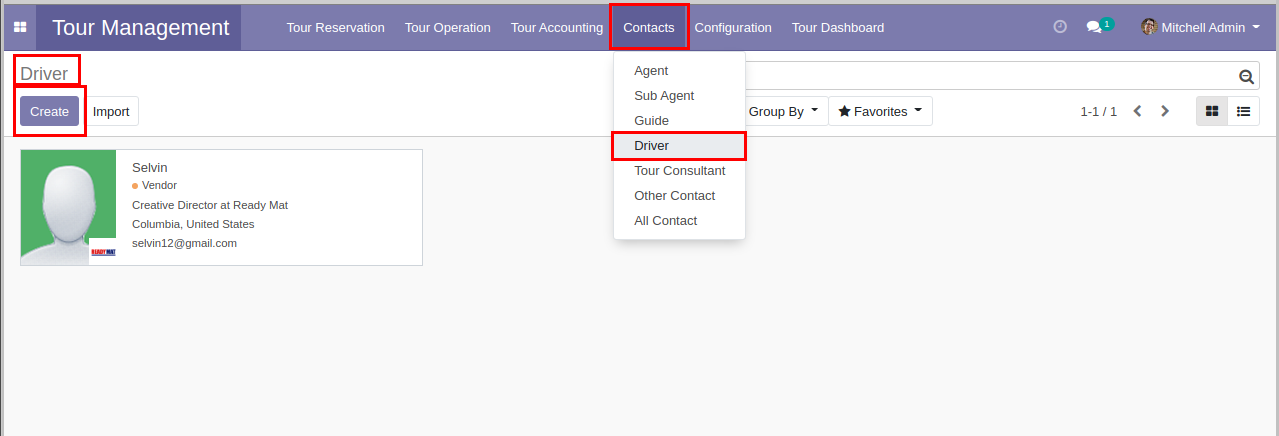 Tour Management Tour Reservation Tour Operation Tour Accounting Contacts Configuration Tour Dashboard 1 Mitchell Admin
Driver
Create Import Group By Favorites 1-1 / 1
Agent
Sub Agent
Guide
Driver
Tour Consultant
Other Contact
All Contact
Selvin
Vendor
Creative Director at Ready Mat
Columbia, United States
selvin12@gmail.com
READY MAT